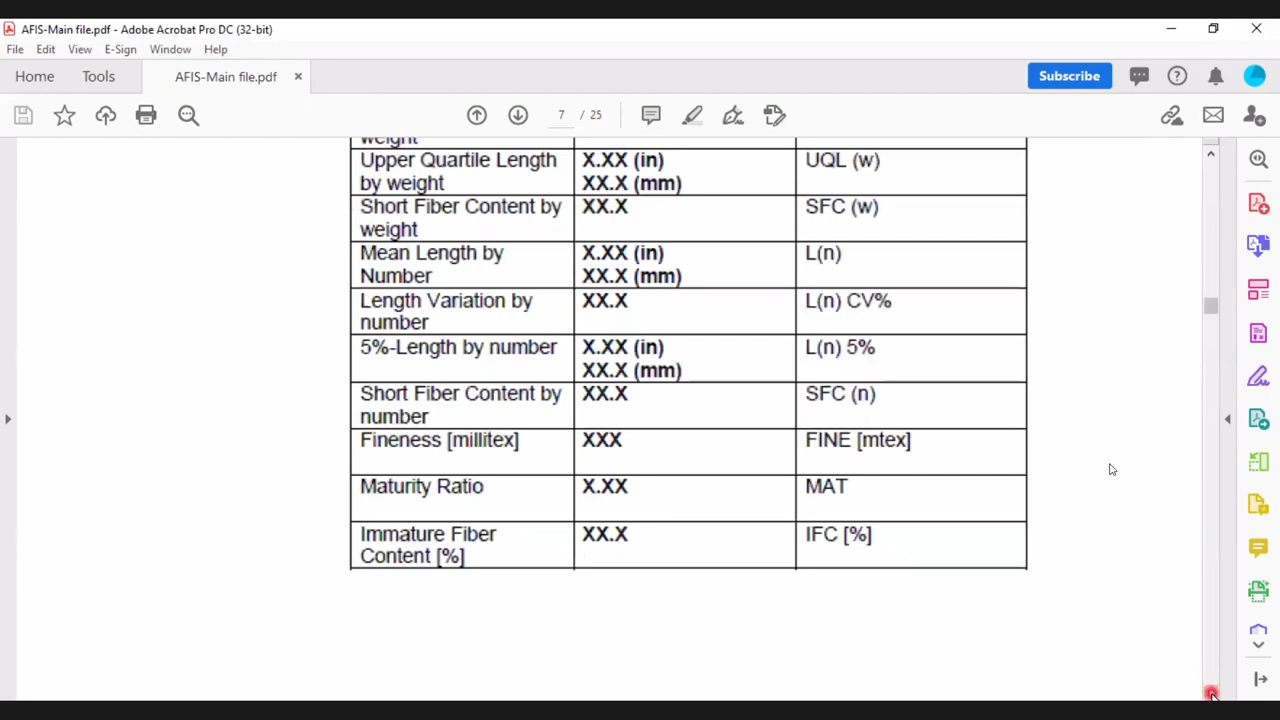 AFIS-Main file.pdf - Adobe Acrobat Pro DC (32-bit)
File Edit View E-Sign Window Help
Home Tools AFIS-Main file.pdf × Subscribe
7 / 25
weight
Upper Quartile Length X.XX (in) UQL (w)
by weight XX.X (mm)
Short Fiber Content by XX.X SFC (w)
weight
Mean Length by X.XX (in) L(n)
Number XX.X (mm)
Length Variation by XX.X L(n) CV%
number
5%-Length by number X.XX (in) L(n) 5%
XX.X (mm)
Short Fiber Content by XX.X SFC (n)
number
Fineness [millitex] XXX FINE [mtex]
Maturity Ratio X.XX MAT
Immature Fiber XX.X IFC [%]
Content [%]